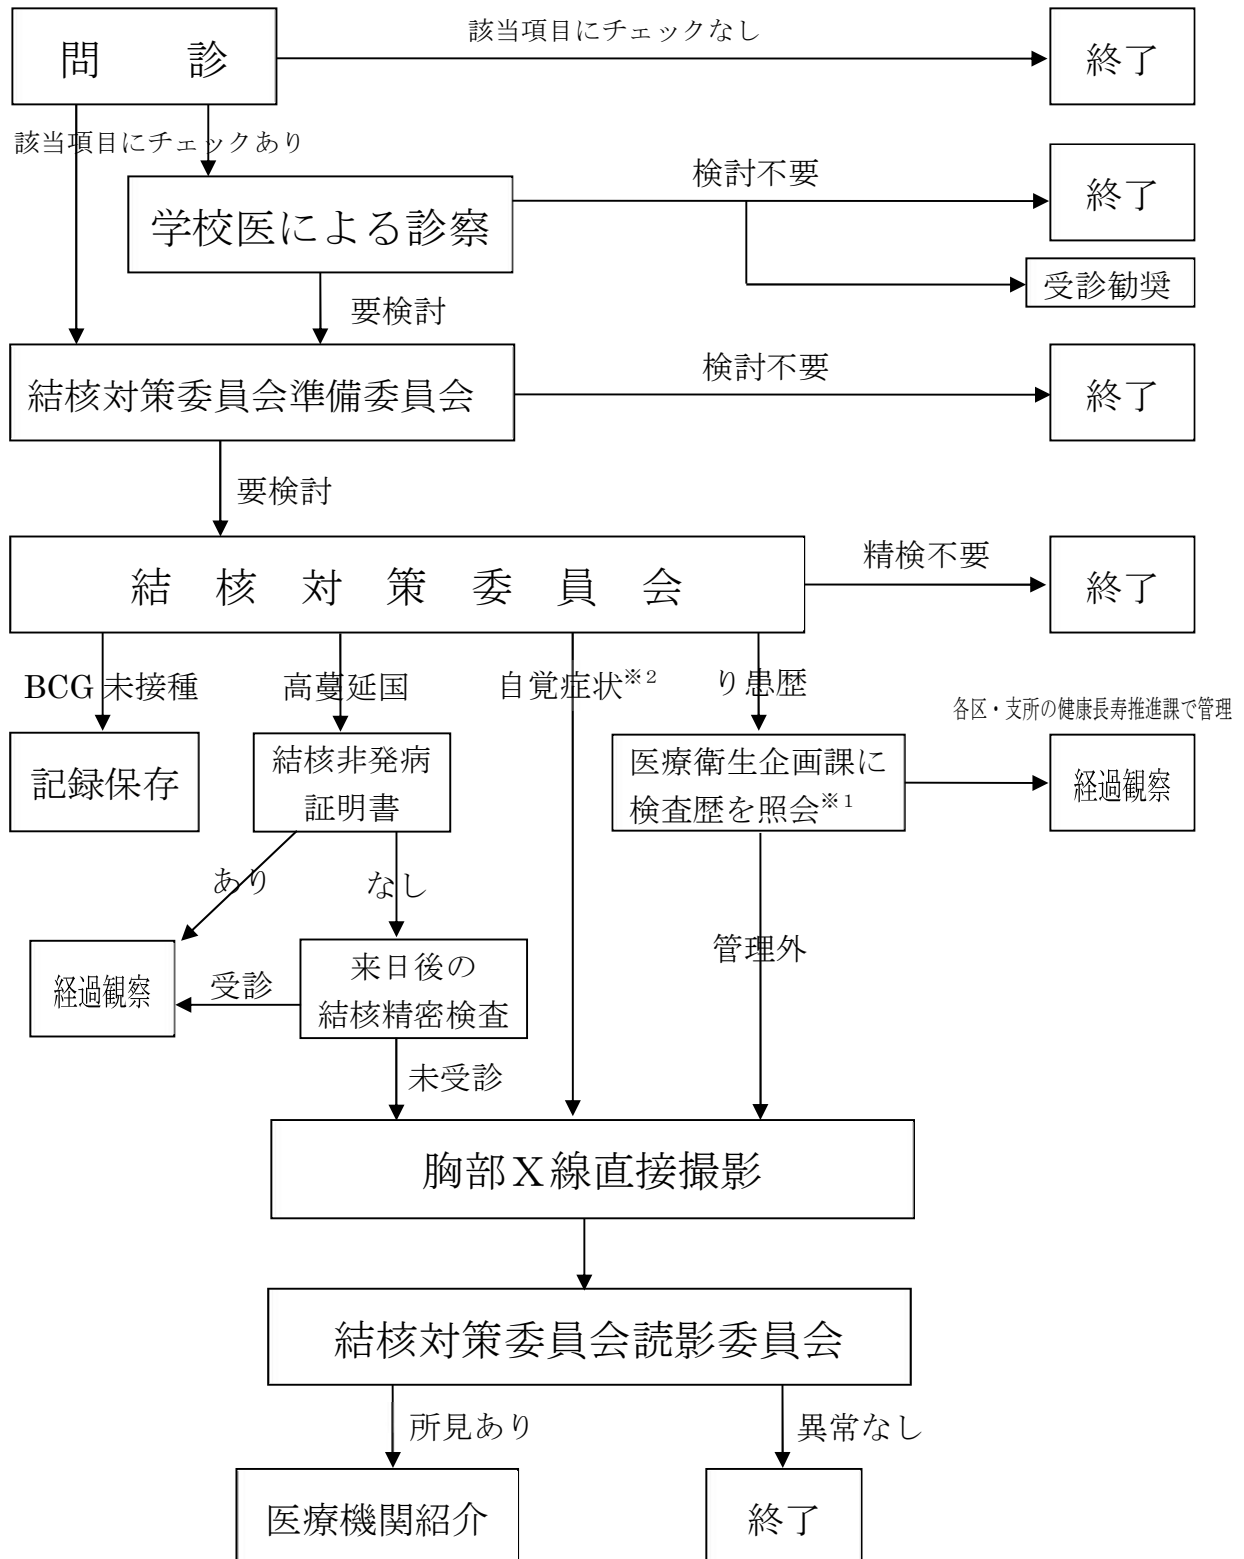 問　　診
該当項目にチェックなし
終了
該当項目にチェックあり
学校医による診察
検討不要
終了
受診勧奨
要検討
結核対策委員会準備委員会
検討不要
終了
要検討
結　核　対　策　委　員　会
精検不要
終了
BCG 未接種
高蔓延国
自覚症状※2
り患歴
各区・支所の健康長寿推進課で管理
記録保存
結核非発病
証明書
医療衛生企画課に
検査歴を照会※1
経過観察
あり
なし
管理外
経過観察
受診
来日後の
結核精密検査
未受診
胸部Ｘ線直接撮影
結核対策委員会読影委員会
所見あり
異常なし
医療機関紹介
終了